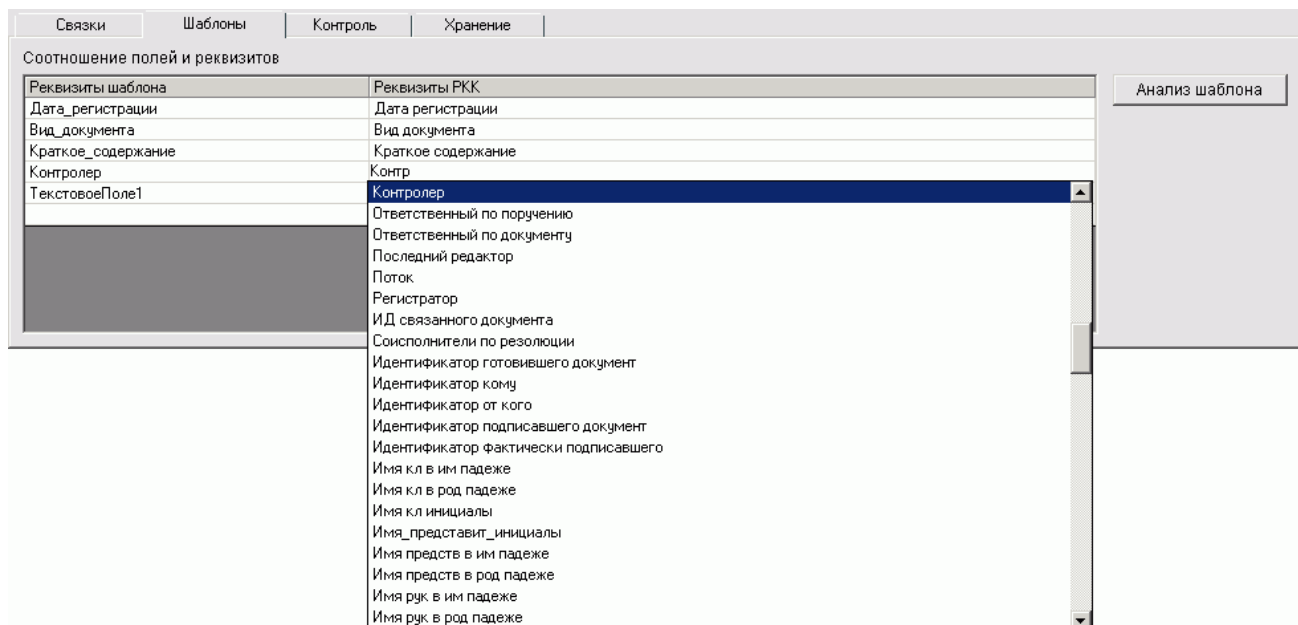 Связки Шаблоны Контроль Хранение
Соотношение полей и реквизитов
Реквизиты шаблона Реквизиты РКК Анализ шаблона
Дата_регистрации Дата регистрации
Вид_документа Вид документа
Краткое_содержание Краткое содержание
Контролер Контр
ТекстовоеПоле1 Контролер
Ответственный по поручению
Ответственный по документу
Последний редактор
Поток
Регистратор
ИД связанного документа
Соисполнители по резолюции
Идентификатор готовившего документ
Идентификатор кому
Идентификатор от кого
Идентификатор подписавшего документ
Идентификатор фактически подписавшего
Имя кл в им падеже
Имя кл в род падеже
Имя кл инициалы
Имя_представит_инициалы
Имя предств в им падеже
Имя предств в род падеже
Имя рук в им падеже
Имя рук в род падеже